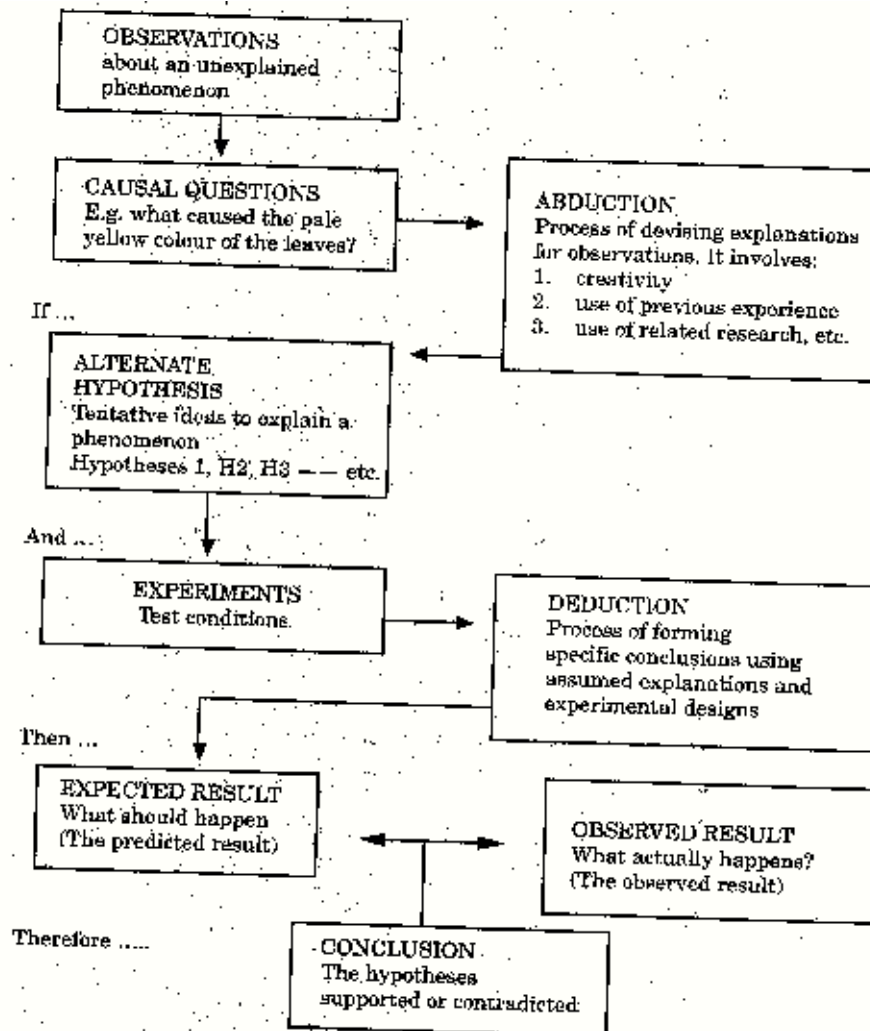 OBSERVATIONS
about an unexplained
phenomenon
CAUSAL QUESTIONS
E.g. what caused the pale
yellow colour of the leaves?
ABDUCTION
Process of devising explanations
for observations. It involves:
1. creativity
2. use of previous experience
3. use of related research, etc.
If ...
ALTERNATE
HYPOTHESIS
Tentative ideas to explain a
phenomenon
Hypotheses 1, H2, H3 — — etc.
And ...
EXPERIMENTS
Test conditions.
DEDUCTION
Process of forming
specific conclusions using
assumed explanations and
experimental designs
Then ...
EXPECTED RESULT
What should happen
(The predicted result)
OBSERVED RESULT
What actually happens?
(The observed result)
Therefore .....
CONCLUSION
The hypotheses
supported or contradicted